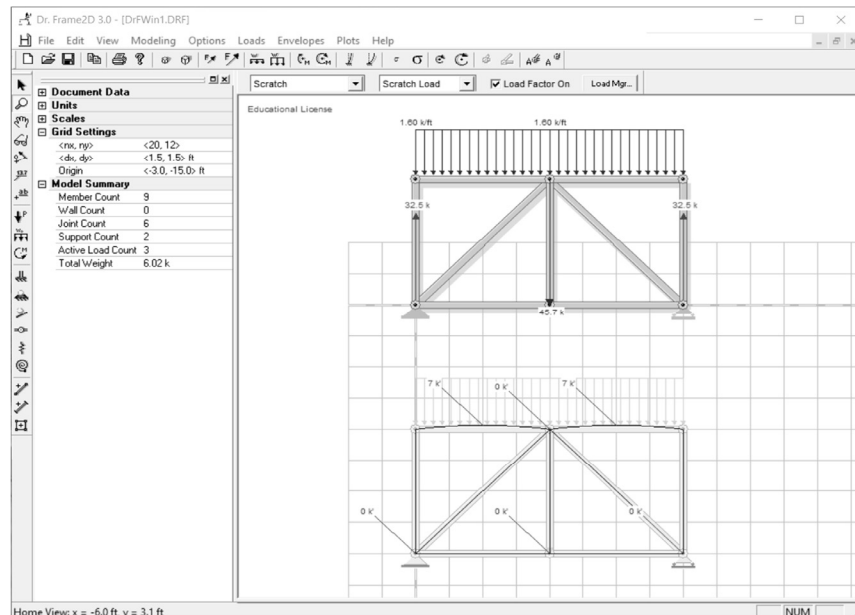 Dr. Frame2D 3.0 - [DrFWin1.DRF]
File Edit View Modeling Options Loads Envelopes Plots Help
Scratch Scratch Load Load Factor On Load Mgr...
Document Data
Units
Scales
Grid Settings
<nx, ny> <20, 12>
<dx, dy> <1.5, 1.5> ft
Origin <-3.0, -15.0> ft
Model Summary
Member Count 9
Wall Count 0
Joint Count 6
Support Count 2
Active Load Count 3
Total Weight 6.02 k
Educational License
1.60 k/ft 1.60 k/ft
32.5 k 32.5 k
45.7 k
7 k' 0 k' 7 k'
0 k' 0 k' 0 k'
Home View: x = -6.0 ft, y = 3.1 ft NUM